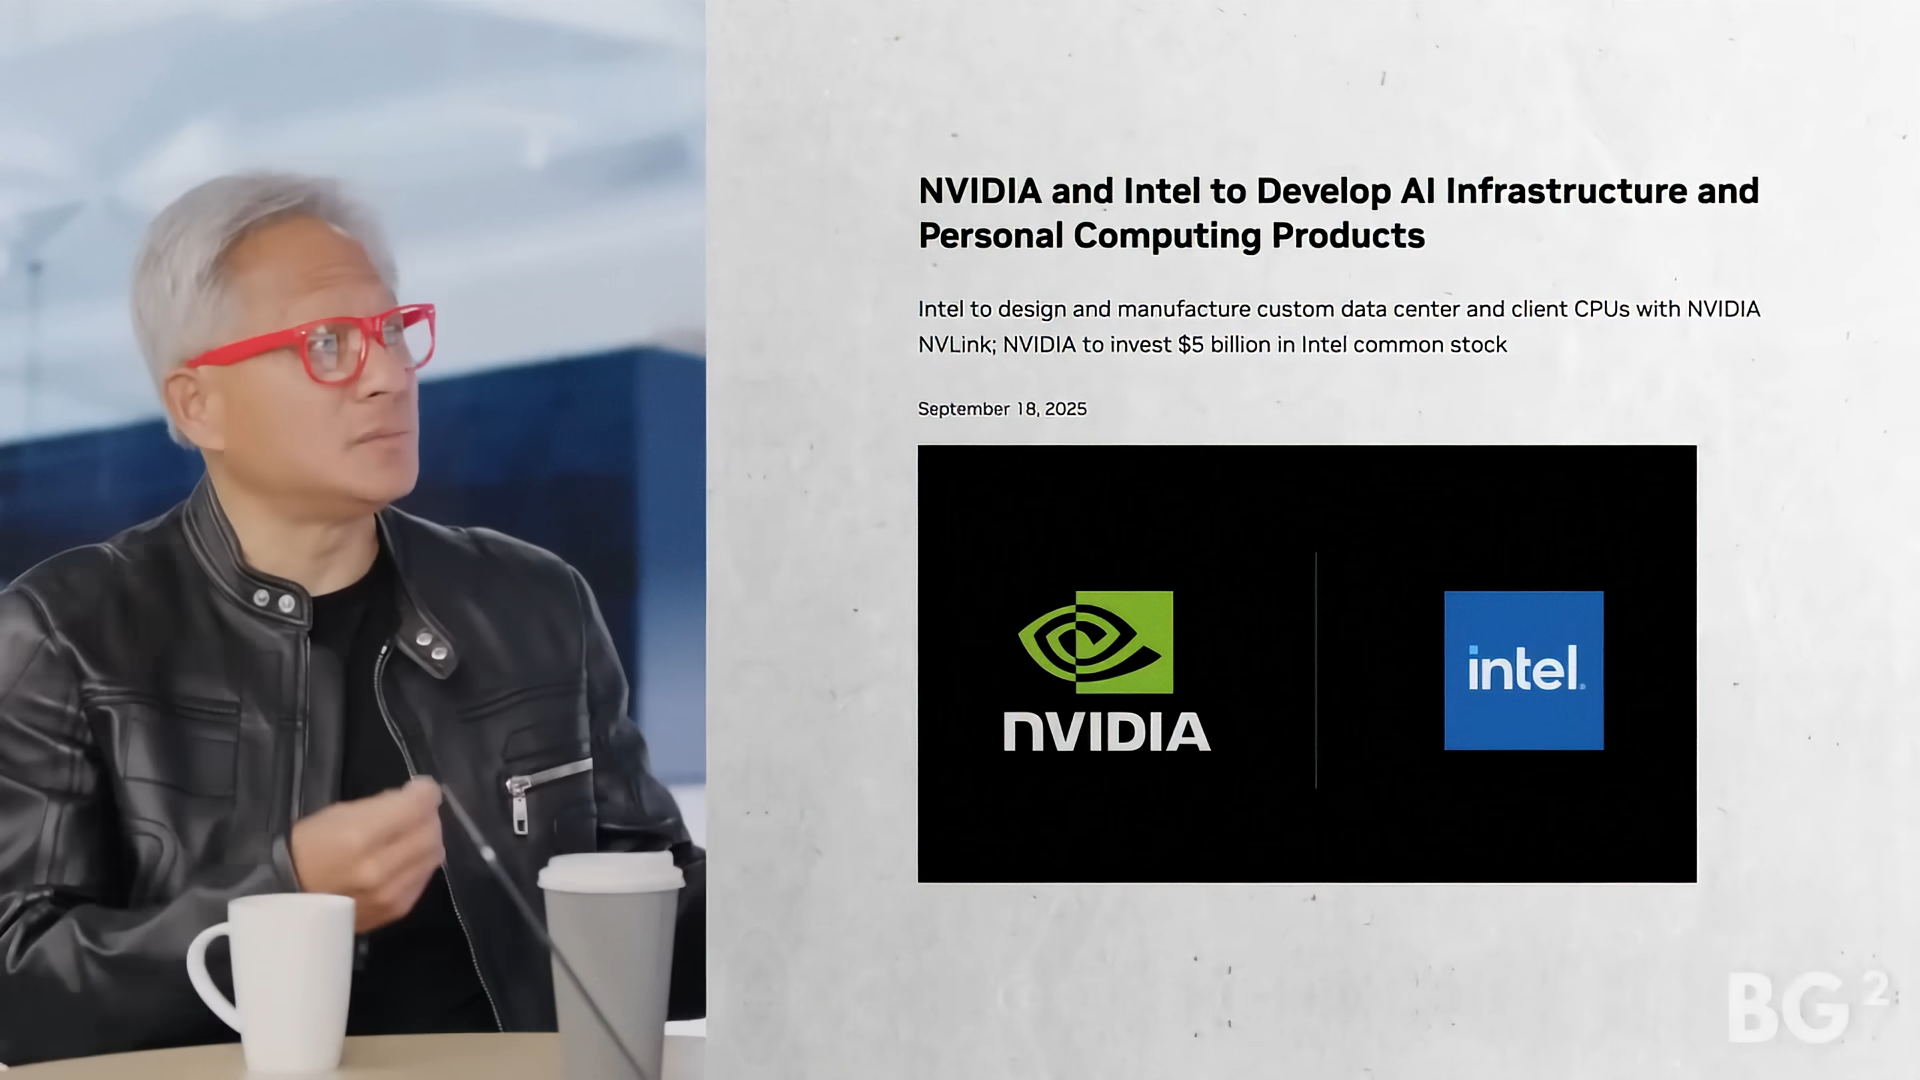 NVIDIA and Intel to Develop AI Infrastructure and
Personal Computing Products
Intel to design and manufacture custom data center and client CPUs with NVIDIA
NVLink; NVIDIA to invest $5 billion in Intel common stock
September 18, 2025
NVIDIA
intel.
BG²